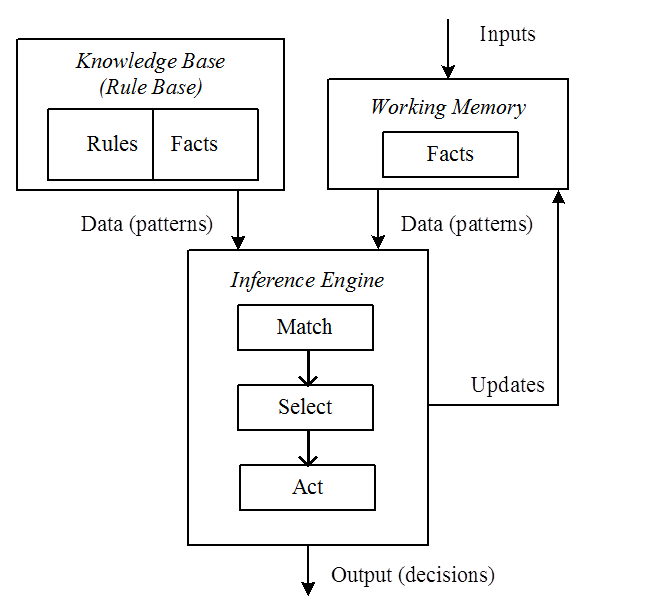 Inputs
Knowledge Base
(Rule Base)
Rules Facts
Working Memory
Facts
Data (patterns)
Data (patterns)
Inference Engine
Match
Select
Updates
Act
Output (decisions)